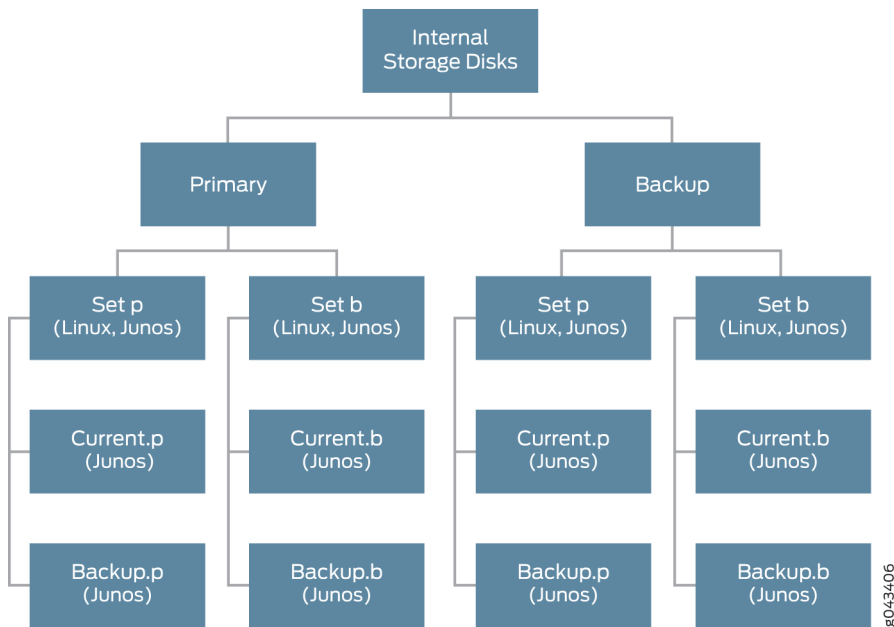 Internal
Storage Disks
Primary
Backup
Set p
(Linux, Junos)
Set b
(Linux, Junos)
Set p
(Linux, Junos)
Set b
(Linux, Junos)
Current.p
(Junos)
Current.b
(Junos)
Current.p
(Junos)
Current.b
(Junos)
Backup.p
(Junos)
Backup.b
(Junos)
Backup.p
(Junos)
Backup.b
(Junos)
g043406